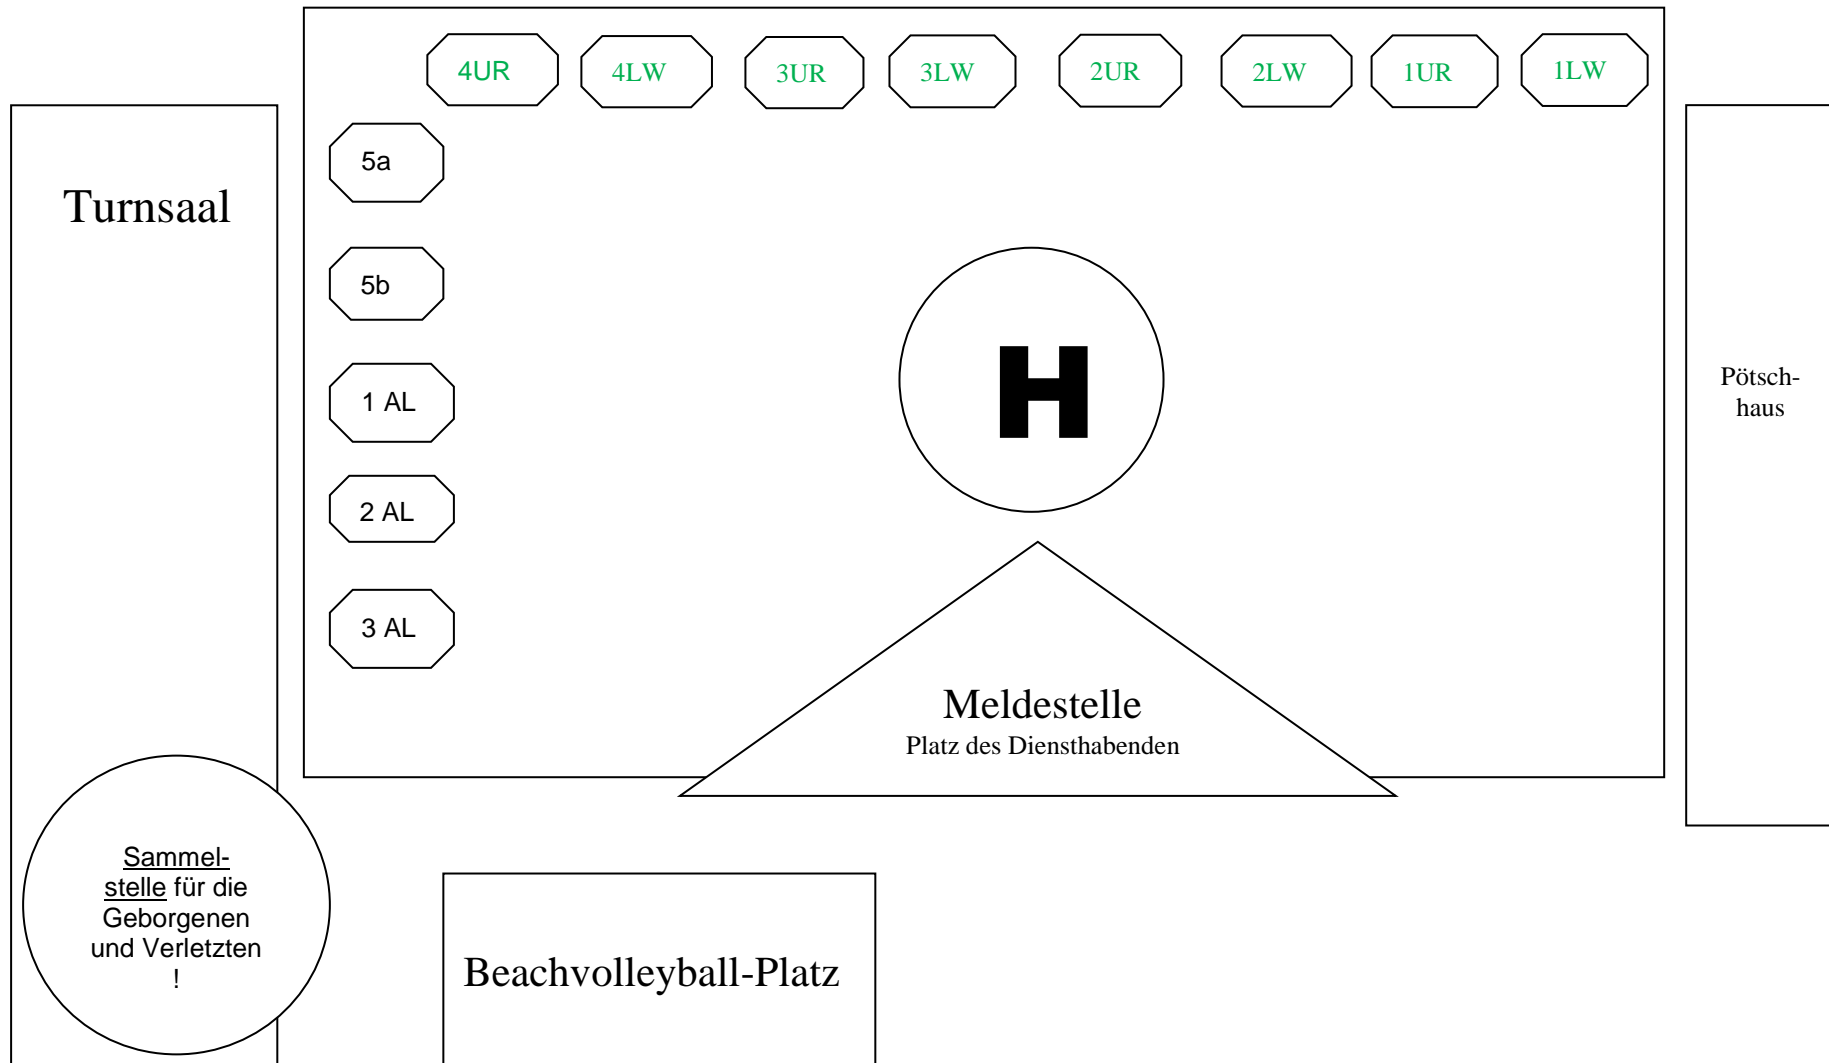 4UR
4LW
3UR
3LW
2UR
2LW
1UR
1LW
5a
Turnsaal
5b
H
Pötsch-
haus
1 AL
2 AL
3 AL
Meldestelle
Platz des Diensthabenden
Sammel-
stelle für die
Geborgenen
und Verletzten
!
Beachvolleyball-Platz